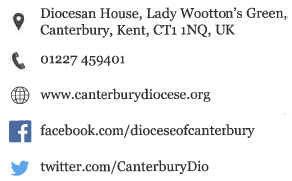 Diocesan House, Lady Wootton's Green,
Canterbury, Kent, CT1 1NQ, UK
01227 459401
www.canterburydiocese.org
facebook.com/dioceseofcanterbury
twitter.com/CanterburyDio